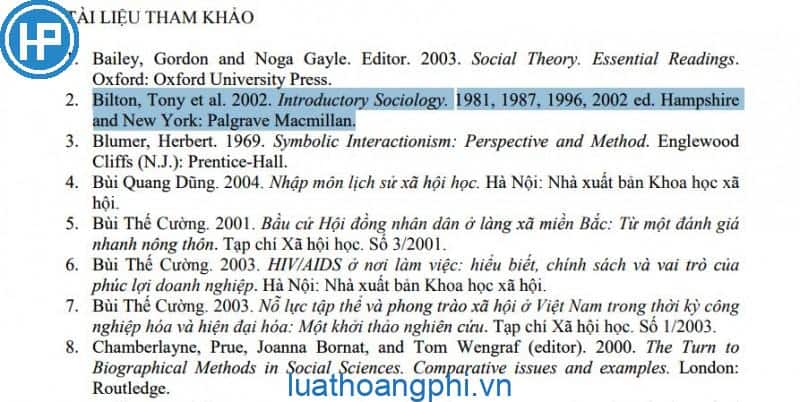 HP
TÀI LIỆU THAM KHẢO
1. Bailey, Gordon and Noga Gayle. Editor. 2003. Social Theory. Essential Readings.
Oxford: Oxford University Press.
2. Bilton, Tony et al. 2002. Introductory Sociology. 1981, 1987, 1996, 2002 ed. Hampshire
and New York: Palgrave Macmillan.
3. Blumer, Herbert. 1969. Symbolic Interactionism: Perspective and Method. Englewood
Cliffs (N.J.): Prentice-Hall.
4. Bùi Quang Dũng. 2004. Nhập môn lịch sử xã hội học. Hà Nội: Nhà xuất bản Khoa học xã
hội.
5. Bùi Thế Cường. 2001. Bầu cử Hội đồng nhân dân ở làng xã miền Bắc: Từ một đánh giá
nhanh nông thôn. Tạp chí Xã hội học. Số 3/2001.
6. Bùi Thế Cường. 2003. HIV/AIDS ở nơi làm việc: hiểu biết, chính sách và vai trò của
phúc lợi doanh nghiệp. Hà Nội: Nhà xuất bản Khoa học xã hội.
7. Bùi Thế Cường. 2003. Nỗ lực tập thể và phong trào xã hội ở Việt Nam trong thời kỳ công
nghiệp hóa và hiện đại hóa: Một khởi thảo nghiên cứu. Tạp chí Xã hội học. Số 1/2003.
8. Chamberlayne, Prue, Joanna Bornat, and Tom Wengraf (editor). 2000. The Turn to
Biographical Methods in Social Sciences. Comparative issues and examples. London:
Routledge.
luathoangphi.vn